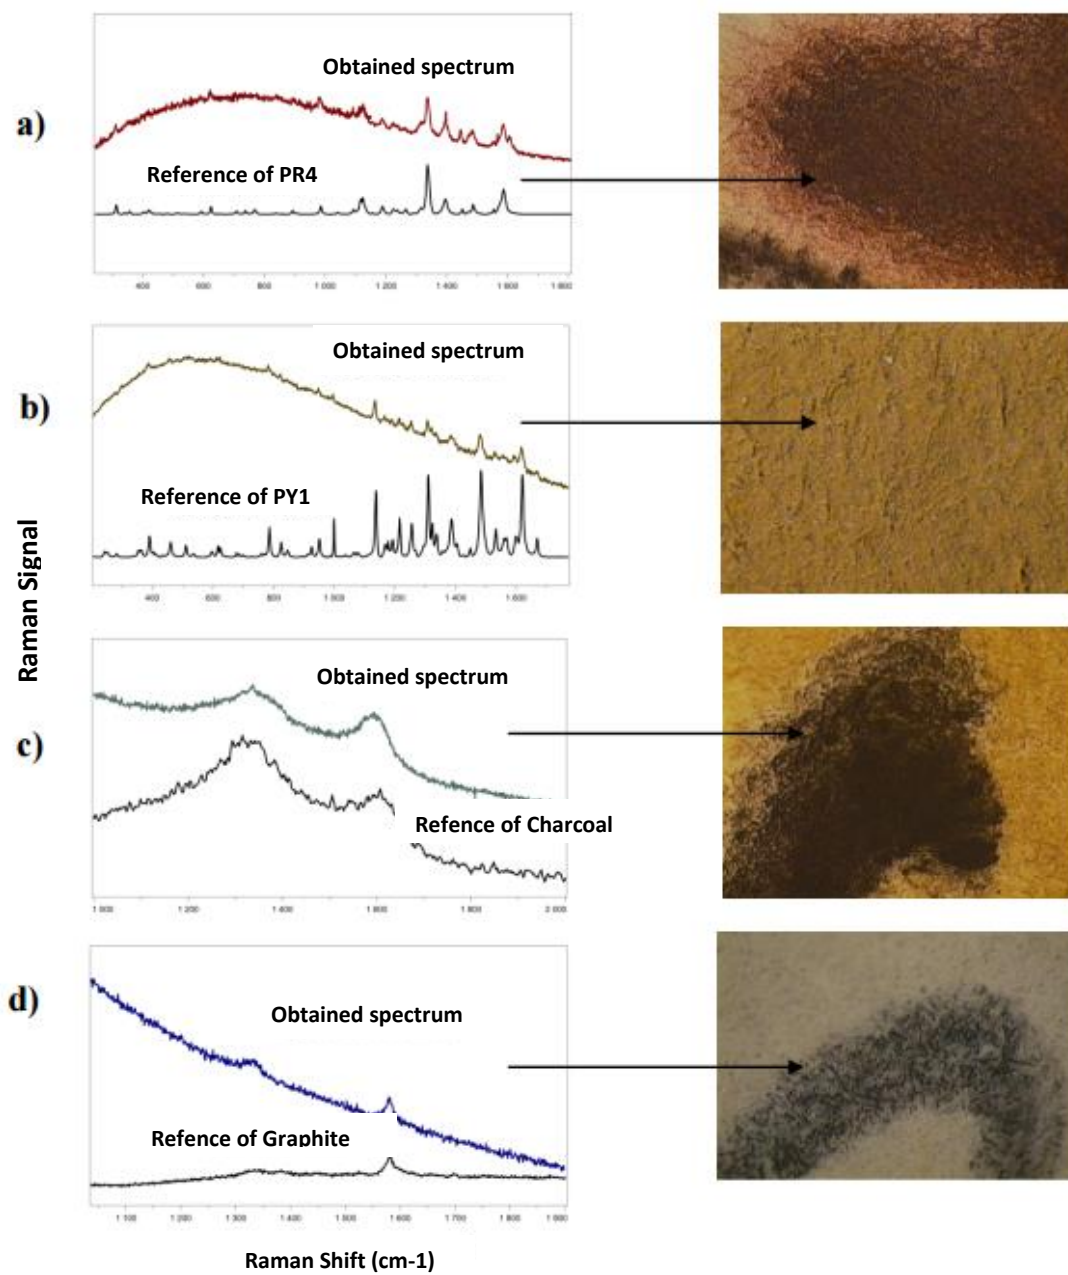 a)
Obtained spectrum
Reference of PR4
400 600 800 1 000 1 200 1 400 1 600 1 800
b)
Obtained spectrum
Reference of PY1
400 600 800 1 000 1 200 1 400 1 600
Raman Signal
c)
Obtained spectrum
Refence of Charcoal
1 000 1 200 1 400 1 600 1 800 2 000
d)
Obtained spectrum
Refence of Graphite
1 100 1 200 1 300 1 400 1 500 1 600 1 700 1 800 1 900
Raman Shift (cm-1)